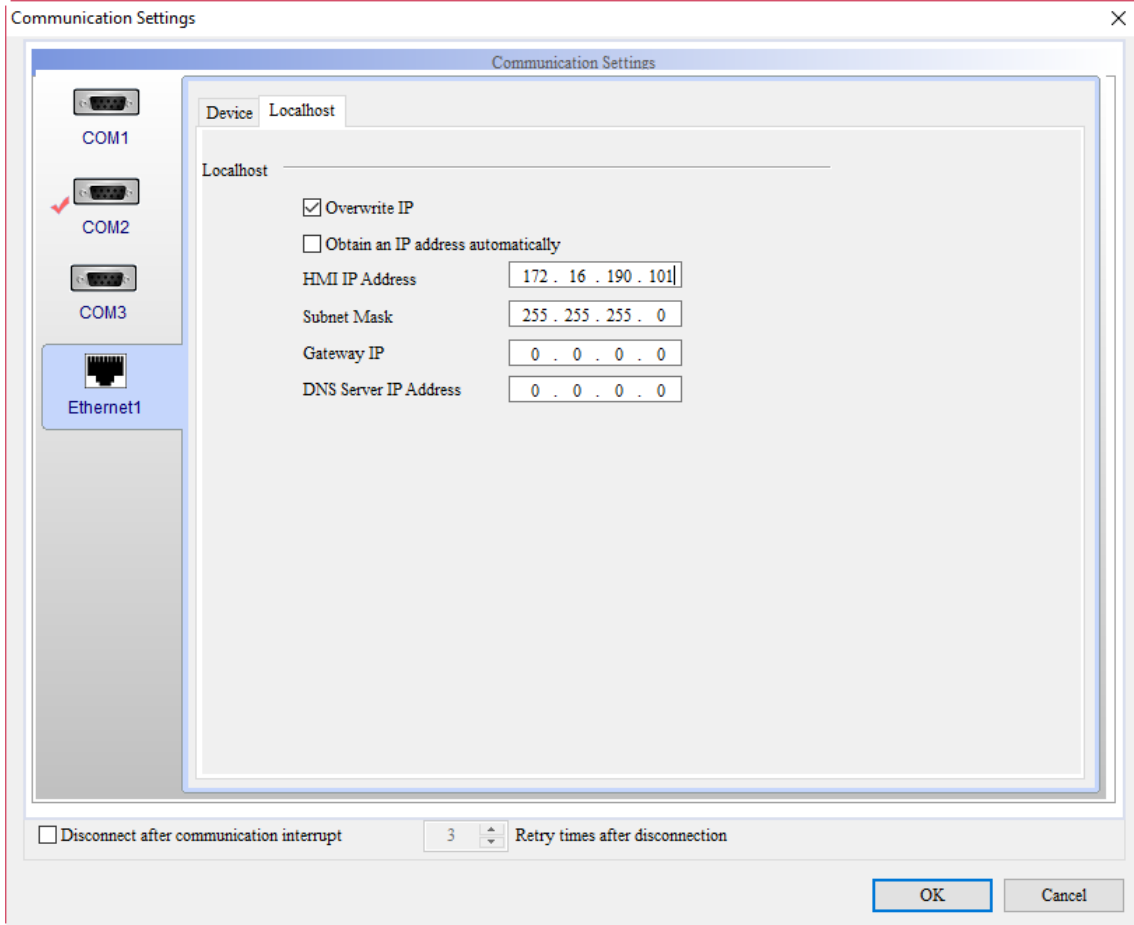 Communication Settings
Communication Settings
COM1
COM2
COM3
Ethernet1
Device Localhost
Localhost
Overwrite IP
Obtain an IP address automatically
HMI IP Address 172 . 16 . 190 . 101
Subnet Mask 255 . 255 . 255 . 0
Gateway IP 0 . 0 . 0 . 0
DNS Server IP Address 0 . 0 . 0 . 0
Disconnect after communication interrupt 3 Retry times after disconnection
OK Cancel